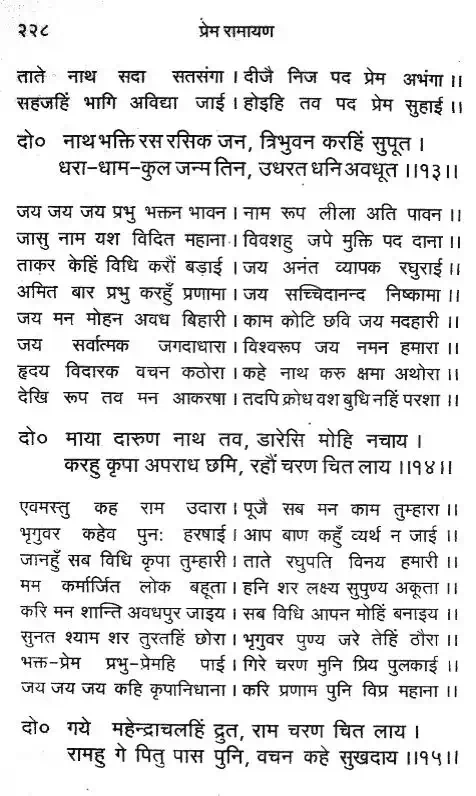 २२८ प्रेम रामायण
ताते नाथ सदा सतसंगा । दीजै निज पद प्रेम अभंगा ।।
सहजहिं भागि अविद्या जाई । होइहि तव पद प्रेम सुहाई ।।
दो० नाथ भक्ति रस रसिक जन, त्रिभुवन करहिं सुपूत ।
धरा-धाम-कुल जन्म तिन, उधरत धनि अवधूत ।।१३।।
जय जय जय प्रभु भक्तन भावन । नाम रूप लीला अति पावन ।।
जासु नाम यश विदित महाना । विवशहु जपे मुक्ति पद दाना ।।
ताकर केहिं विधि करौं बड़ाई । जय अनंत व्यापक रघुराई ।।
अमित बार प्रभु करहुँ प्रणामा । जय सच्चिदानन्द निष्कामा ।।
जय मन मोहन अवध बिहारी । काम कोटि छवि जय मदहारी ।।
जय सर्वात्मक जगदाधारा । विश्वरूप जय नमन हमारा ।।
हृदय विदारक वचन कठोरा । कहे नाथ करु क्षमा अथोरा ।।
देखि रूप तव मन आकरषा । तदपि क्रोध वश बुधि नहिं परशा ।।
दो० माया दारुण नाथ तव, डारेसि मोहि नचाय ।
करहु कृपा अपराध छमि, रहौं चरण चित लाय ।।१४।।
एवमस्तु कह राम उदारा । पूजै सब मन काम तुम्हारा ।।
भृगुवर कहेव पुनः हरषाई । आप बाण कहुँ व्यर्थ न जाई ।।
जानहुँ सब विधि कृपा तुम्हारी । ताते रघुपति विनय हमारी ।।
मम कर्मार्जित लोक बहूता । हनि शर लक्ष्य सुपुण्य अकूता ।।
करि मन शान्ति अवधपुर जाइय । सब विधि आपन मोहिं बनाइय ।।
सुनत श्याम शर तुरतहिं छोरा । भृगुवर पुण्य जरे तेहिं ठौरा ।।
भक्त-प्रेम प्रभु-प्रेमहि पाई । गिरे चरण मुनि प्रिय पुलकाई ।।
जय जय जय कहि कृपानिधाना । करि प्रणाम पुनि विप्र महाना ।।
दो० गये महेन्द्राचलहिं द्रुत, राम चरण चित लाय ।
रामहु गे पितु पास पुनि, वचन कहे सुखदाय ।।१५।।